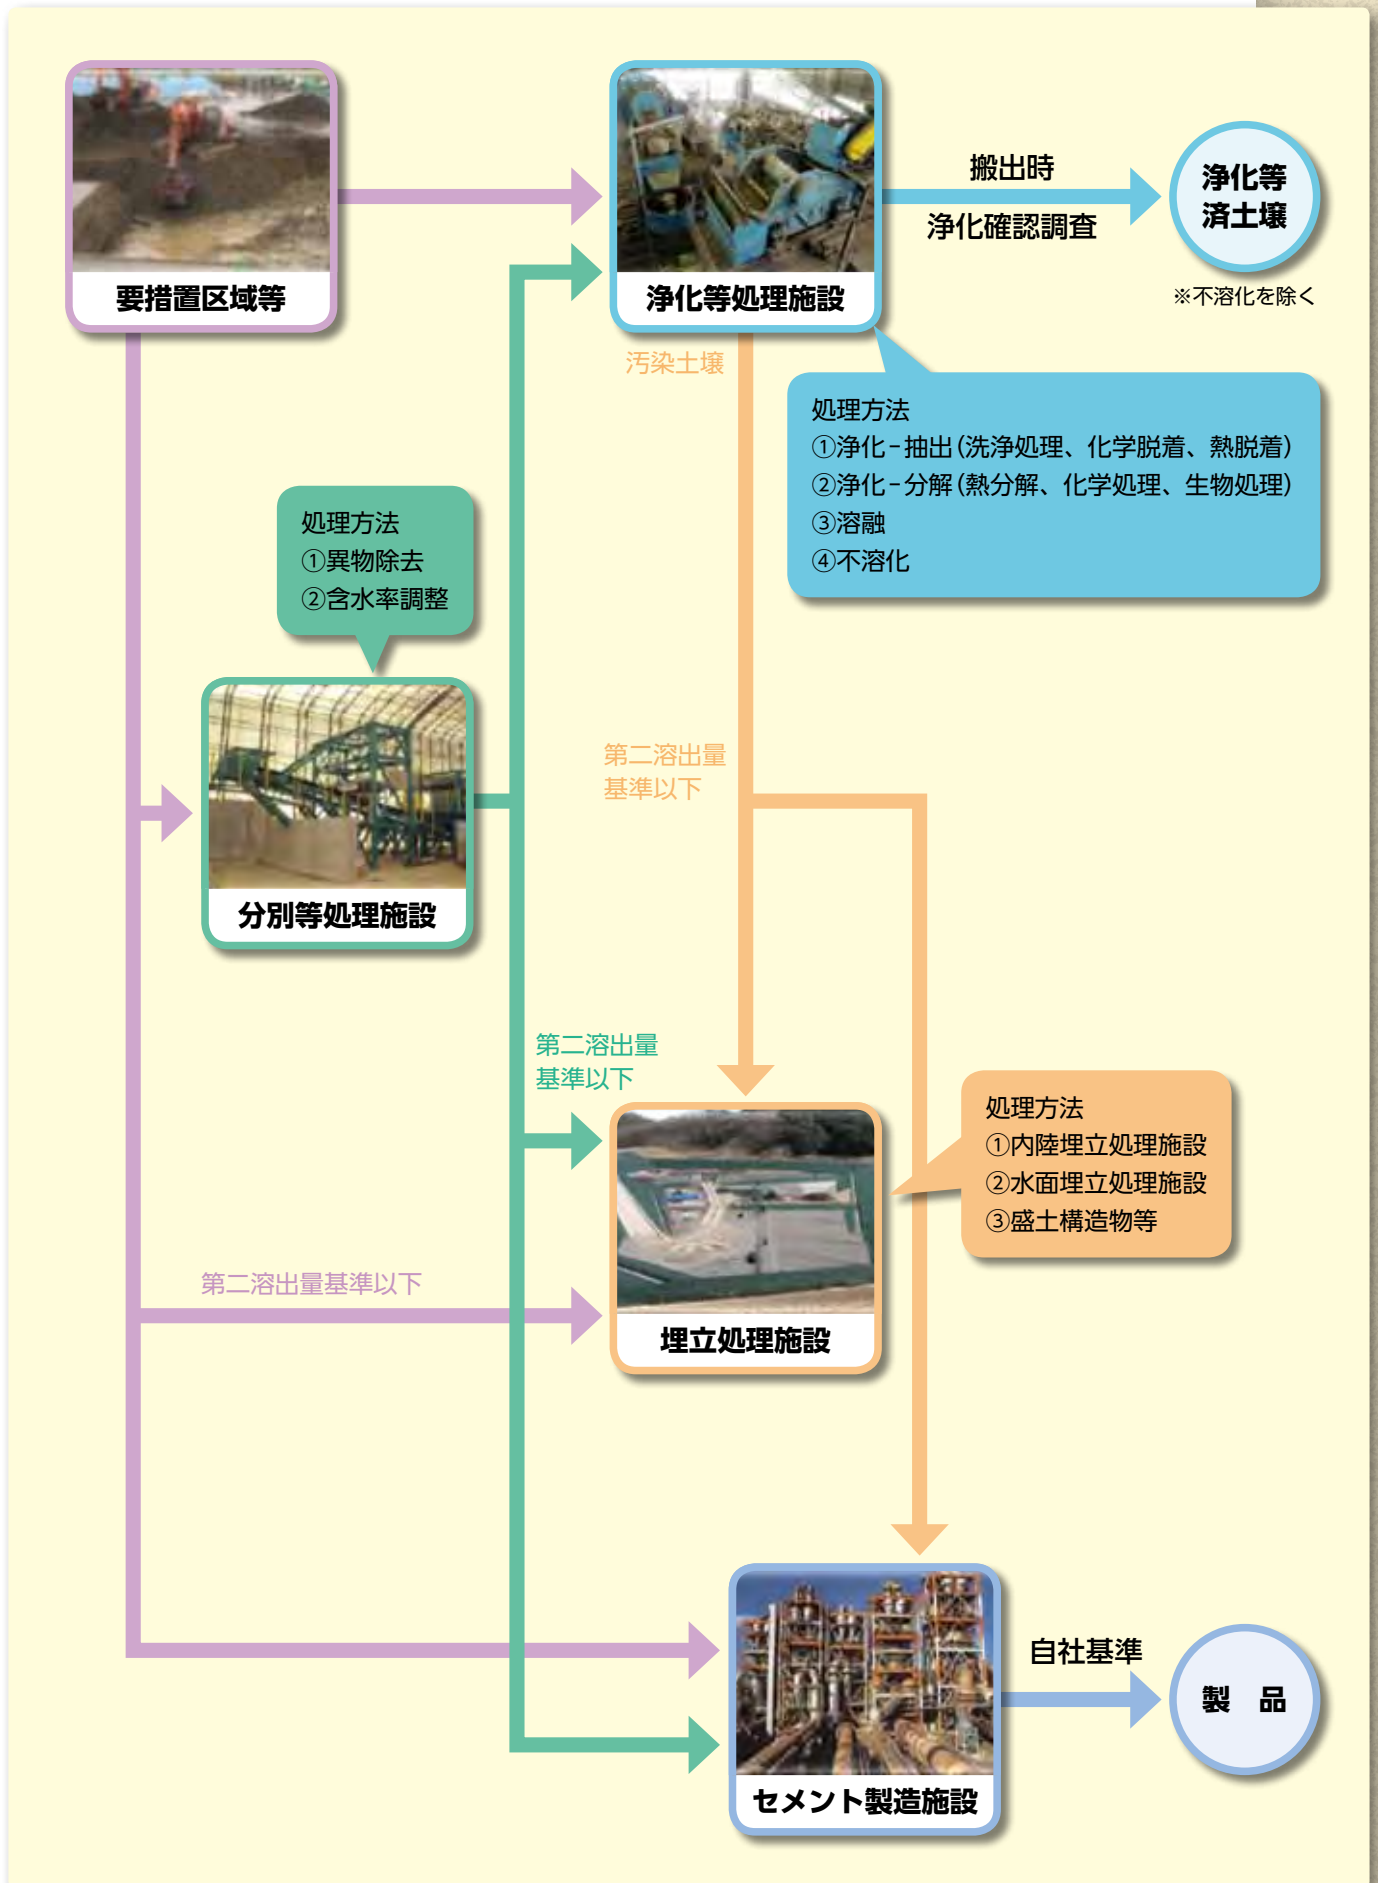 要措置区域等
浄化等処理施設
搬出時
浄化確認調査
浄化等
済土壌
※不溶化を除く
汚染土壌
処理方法
①浄化-抽出(洗浄処理、化学脱着、熱脱着)
②浄化-分解(熱分解、化学処理、生物処理)
③溶融
④不溶化
処理方法
①異物除去
②含水率調整
分別等処理施設
第二溶出量
基準以下
第二溶出量
基準以下
処理方法
①内陸埋立処理施設
②水面埋立処理施設
③盛土構造物等
第二溶出量基準以下
埋立処理施設
自社基準
製 品
セメント製造施設